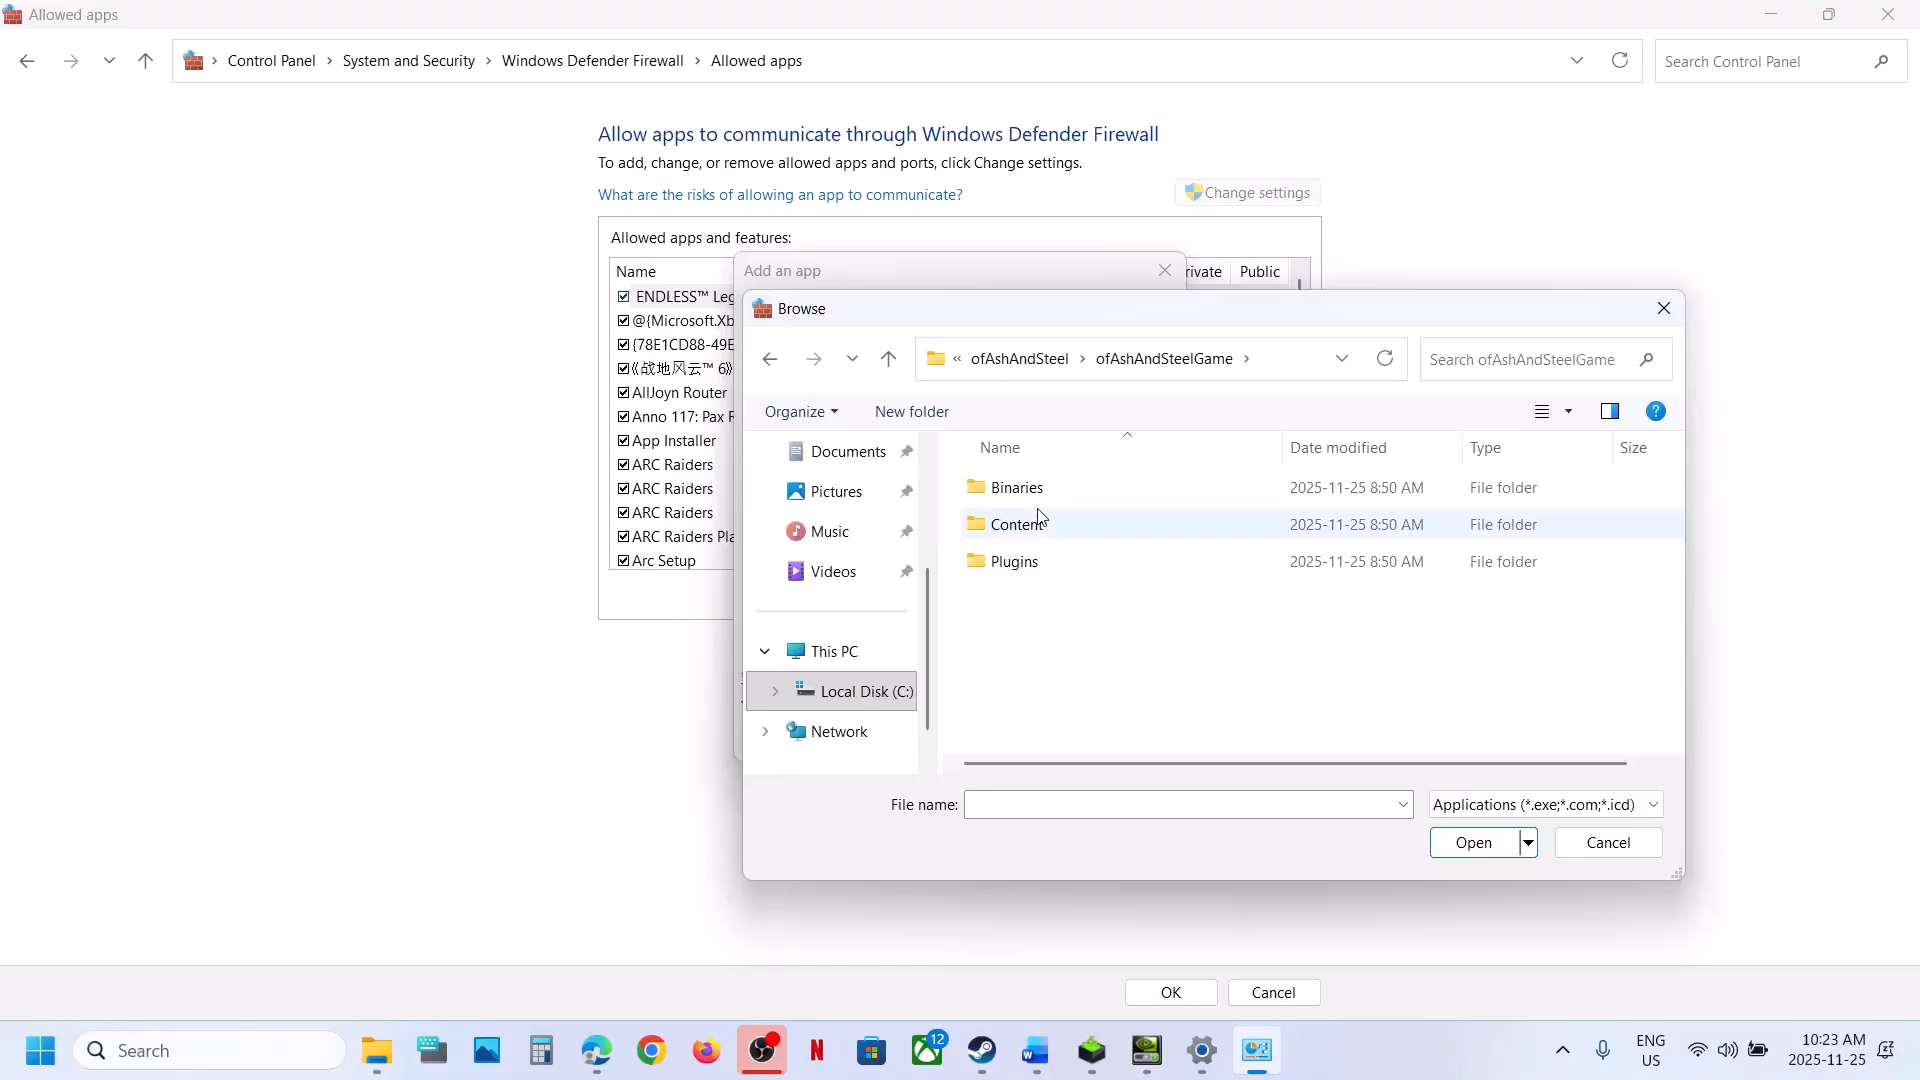 Allowed apps
Control Panel > System and Security > Windows Defender Firewall > Allowed apps
Search Control Panel
Allow apps to communicate through Windows Defender Firewall
To add, change, or remove allowed apps and ports, click Change settings.
What are the risks of allowing an app to communicate?
Change settings
Allowed apps and features:
Name
rivate
Public
ENDLESS™ Leg
@{Microsoft.Xb
{78E1CD88-49E
《战地风云™ 6》
AllJoyn Router
Anno 117: Pax R
App Installer
ARC Raiders
ARC Raiders
ARC Raiders
ARC Raiders Pla
Arc Setup
Add an app
Browse
« ofAshAndSteel > ofAshAndSteelGame >
Search ofAshAndSteelGame
Organize
New folder
Documents
Pictures
Music
Videos
This PC
Local Disk (C:)
Network
Name Date modified Type Size
Binaries 2025-11-25 8:50 AM File folder
Content 2025-11-25 8:50 AM File folder
Plugins 2025-11-25 8:50 AM File folder
File name:
Applications (*.exe;*.com;*.icd)
Open
Cancel
OK
Cancel
Search
N
12
W
ENG
US
10:23 AM
2025-11-25